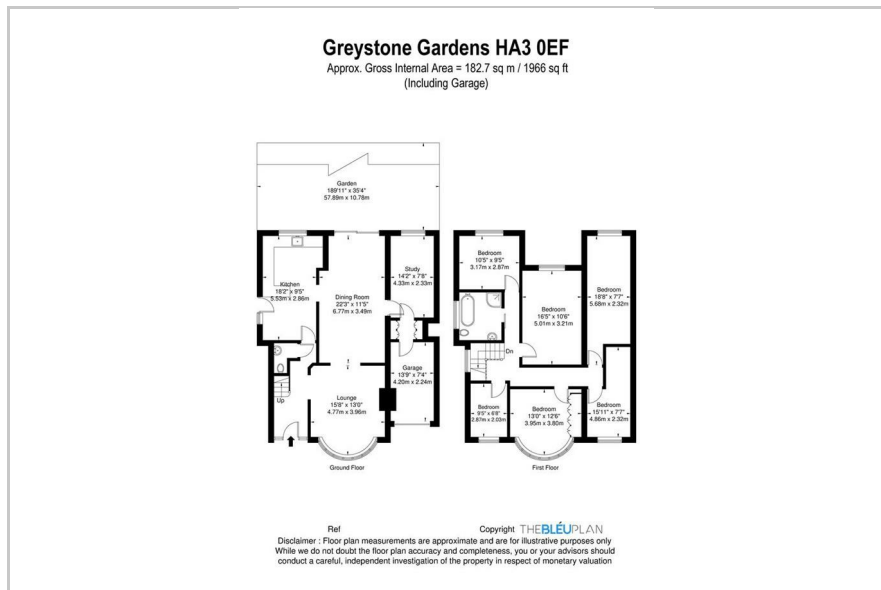 Greystone Gardens HA3 0EF
Approx. Gross Internal Area = 182.7 sq m / 1966 sq ft
(Including Garage)
Garden
189'11" x 35'4"
57.89m x 10.78m
Kitchen
18'2" x 9'5"
5.53m x 2.86m
Dining Room
22'3" x 11'5"
6.77m x 3.49m
Study
14'2" x 7'8"
4.33m x 2.33m
Garage
13'9" x 7'4"
4.20m x 2.24m
Lounge
15'8" x 13'0"
4.77m x 3.96m
Up
Ground Floor
Bedroom
10'5" x 9'5"
3.17m x 2.87m
Bedroom
16'5" x 10'6"
5.01m x 3.21m
Bedroom
18'8" x 7'7"
5.68m x 2.32m
Dn
Bedroom
9'5" x 6'8"
2.87m x 2.03m
Bedroom
13'0" x 12'6"
3.95m x 3.80m
Bedroom
15'11" x 7'7"
4.86m x 2.32m
First Floor
Ref
Copyright THEBLÉUPLAN
Disclaimer : Floor plan measurements are approximate and are for illustrative purposes only
While we do not doubt the floor plan accuracy and completeness, you or your advisors should
conduct a careful, independent investigation of the property in respect of monetary valuation